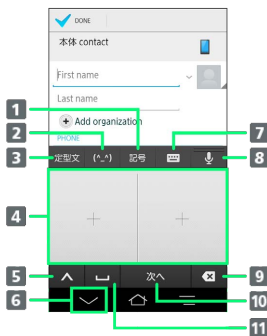 DONE
本体 contact
First name
Last name
Add organization
PHONE
1
2
3
4
5
6
7
8
9
10
11
定型文 (^_^) 記号
次へ